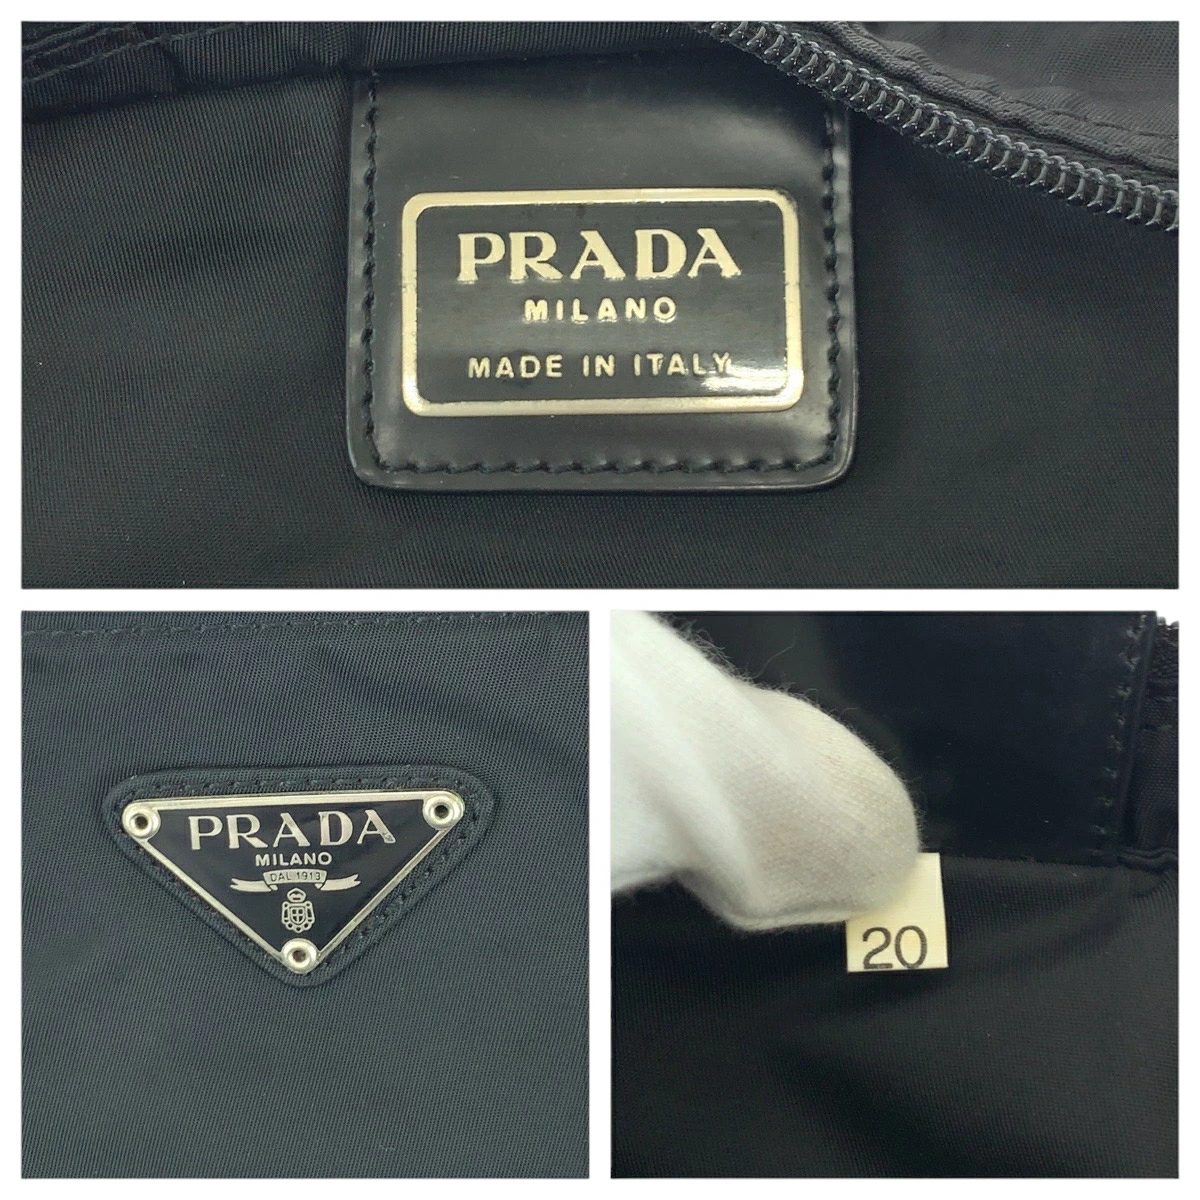 PRADA
MILANO
MADE IN ITALY
PRADA
MILANO
DAL 1913
20